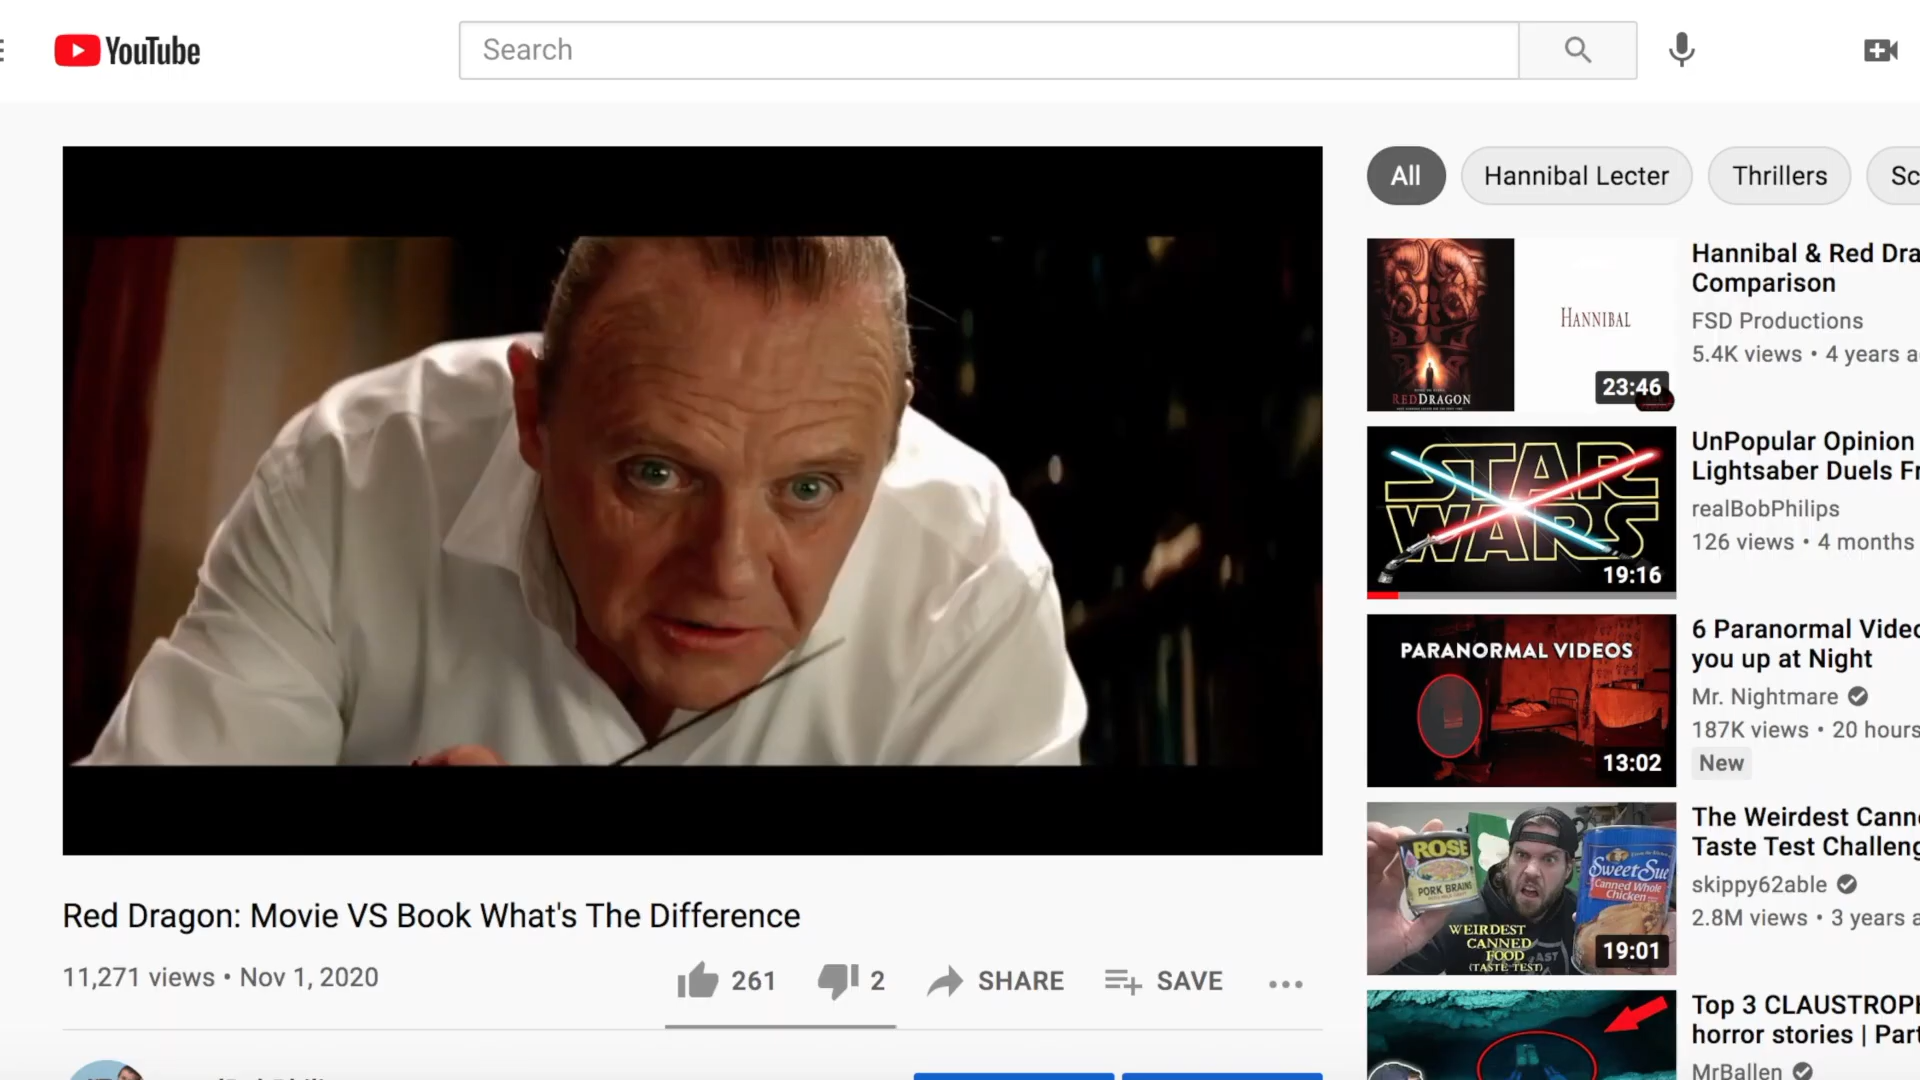 YouTube
Search
All
Hannibal Lecter
Thrillers
Sc
Hannibal & Red Dra
Comparison
FSD Productions
5.4K views • 4 years a
REDDRAGON
HANNIBAL
23:46
UnPopular Opinion
Lightsaber Duels Fr
realBobPhilips
126 views • 4 months
STAR
WARS
19:16
6 Paranormal Videc
you up at Night
Mr. Nightmare
187K views • 20 hours
New
PARANORMAL VIDEOS
13:02
The Weirdest Canne
Taste Test Challeng
skippy62able
2.8M views • 3 years a
ROSE
PORK BRAINS
Sweet Sue
Canned Whole
Chicken
WEIRDEST
CANNED
FOOD
(TASTE TEST)
19:01
Top 3 CLAUSTROPH
horror stories | Part
MrBallen
Red Dragon: Movie VS Book What's The Difference
11,271 views • Nov 1, 2020
261
2
SHARE
SAVE